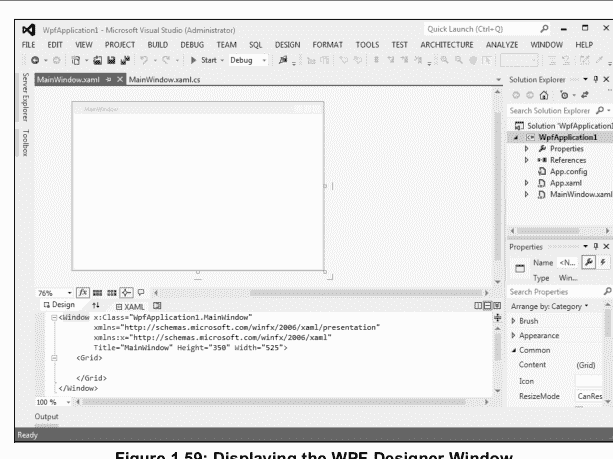 WpfApplication1 - Microsoft Visual Studio (Administrator)
Quick Launch (Ctrl+Q)
FILE EDIT VIEW PROJECT BUILD DEBUG TEAM SQL DESIGN FORMAT TOOLS TEST ARCHITECTURE ANALYZE WINDOW HELP
Start Debug
Server Explorer
Toolbox
MainWindow.xaml MainWindow.xaml.cs
MainWindow
76%
Design XAML
<Window x:Class="WpfApplication1.MainWindow"
xmlns="http://schemas.microsoft.com/winfx/2006/xaml/presentation"
xmlns:x="http://schemas.microsoft.com/winfx/2006/xaml"
Title="MainWindow" Height="350" Width="525">
<Grid>
</Grid>
</Window>
100 %
Output
Ready
Solution Explorer
Search Solution Explorer
Solution 'WpfApplication1
WpfApplication1
Properties
References
App.config
App.xaml
MainWindow.xaml
Properties
Name <N...
Type Win...
Search Properties
Arrange by: Category
Brush
Appearance
Common
Content (Grid)
Icon
ResizeMode CanRes
Figure 1.59: Displaying the WPF Designer Window